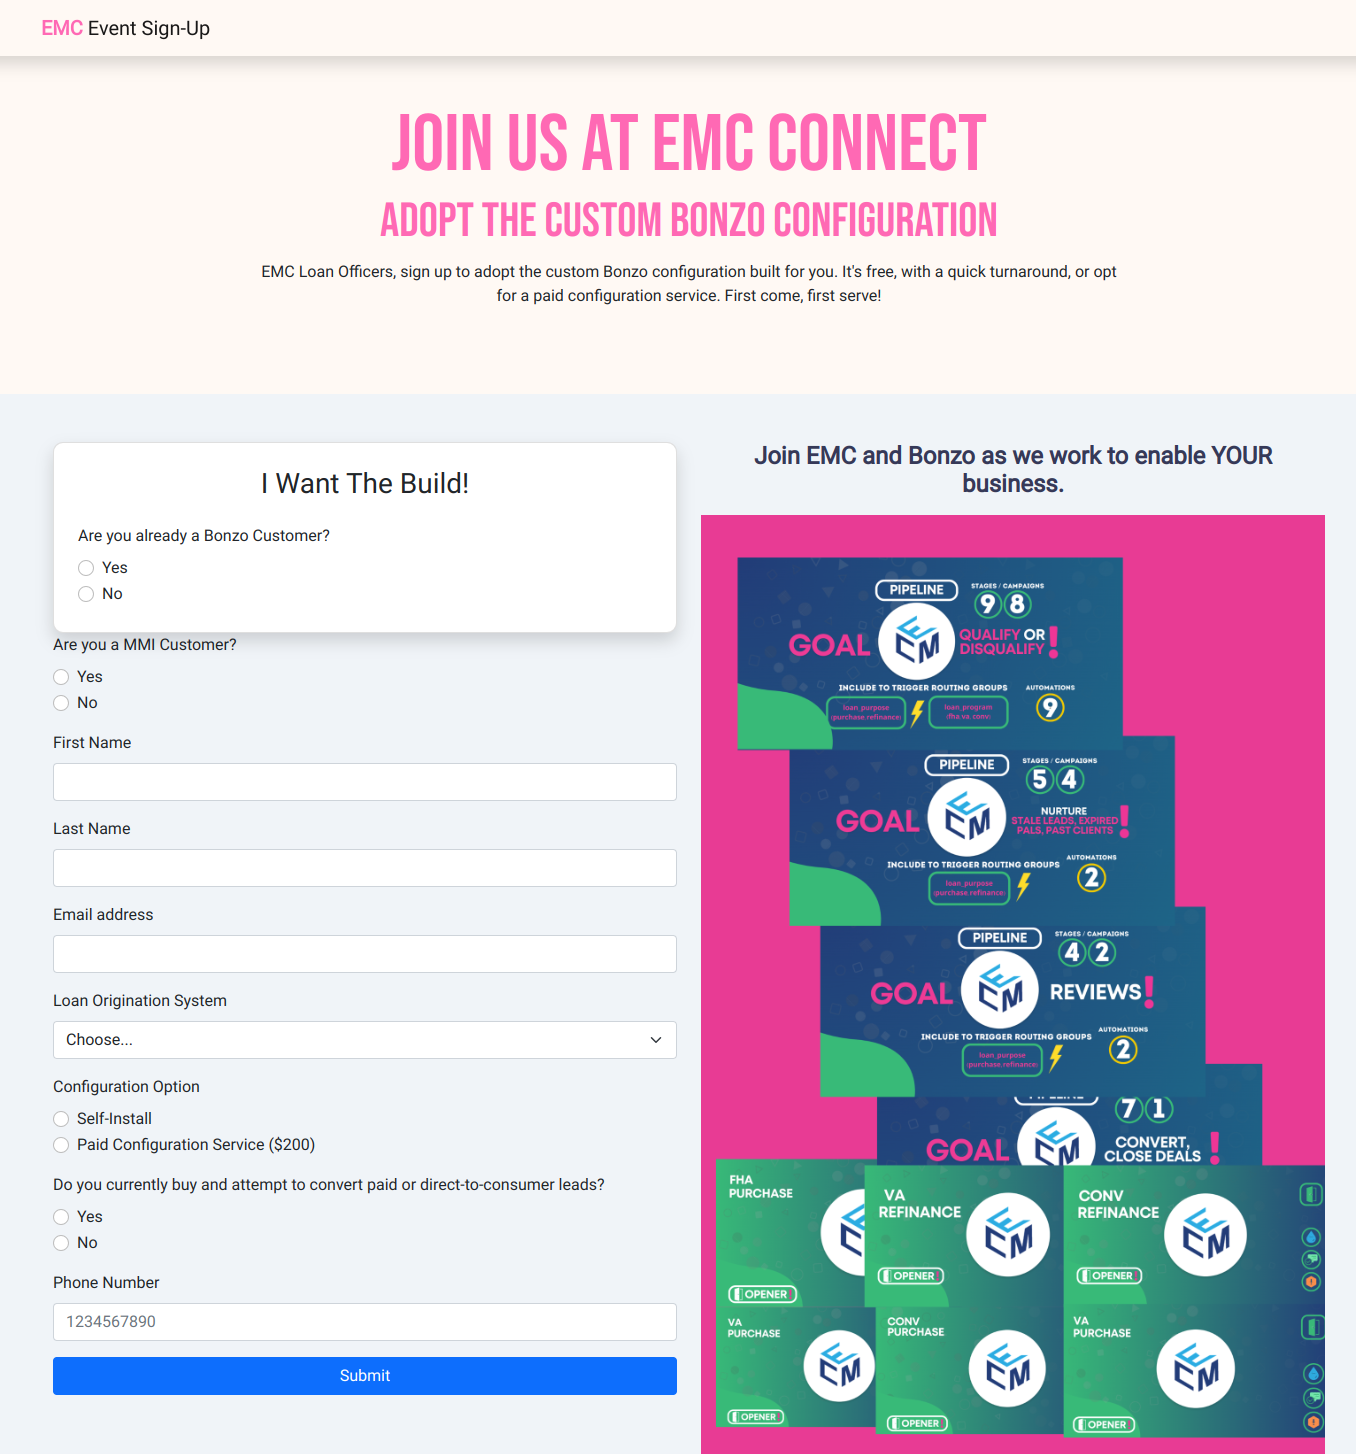 EMC Event Sign-Up
JOIN US AT EMC CONNECT
ADOPT THE CUSTOM BONZO CONFIGURATION
EMC Loan Officers, sign up to adopt the custom Bonzo configuration built for you. It's free, with a quick turnaround, or opt
for a paid configuration service. First come, first serve!
I Want The Build!
Are you already a Bonzo Customer?
Yes
No
Are you a MMI Customer?
Yes
No
First Name
Last Name
Email address
Loan Origination System
Choose...
Configuration Option
Self-Install
Paid Configuration Service ($200)
Do you currently buy and attempt to convert paid or direct-to-consumer leads?
Yes
No
Phone Number
1234567890
Submit
Join EMC and Bonzo as we work to enable YOUR
business.
PIPELINE
STAGES / CAMPAIGNS
9 8
GOAL
ECM
QUALIFY OR
DISQUALIFY !
INCLUDE TO TRIGGER ROUTING GROUPS
AUTOMATIONS
loan_purpose
(purchase,refinance)
loan_program
(fha va conv)
9
PIPELINE
STAGES / CAMPAIGNS
5 4
GOAL
ECM
NURTURE
STALE LEADS, EXPIRED
PALS, PAST CLIENTS !
INCLUDE TO TRIGGER ROUTING GROUPS
AUTOMATIONS
loan_purpose
(purchase,refinance)
2
PIPELINE
STAGES / CAMPAIGNS
4 2
GOAL
ECM
REVIEWS!
INCLUDE TO TRIGGER ROUTING GROUPS
AUTOMATIONS
loan_purpose
(purchase,refinance)
2
PIPELINE
7 1
GOAL
ECM
CONVERT,
CLOSE DEALS !
FHA
PURCHASE
OPENER
VA
REFINANCE
ECM
OPENER
CONV
REFINANCE
ECM
OPENER
VA
PURCHASE
ECM
OPENER
CONV
PURCHASE
ECM
OPENER
VA
PURCHASE
ECM
OPENER